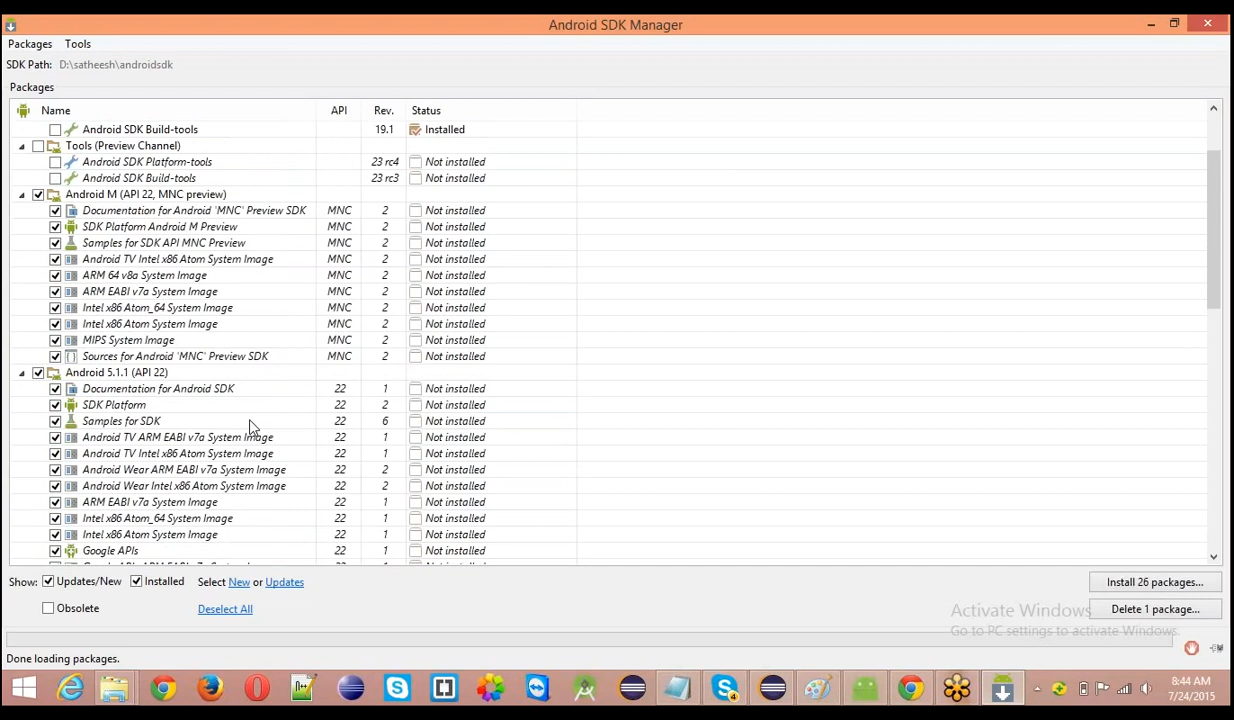 Android SDK Manager
Packages Tools
SDK Path: D:\satheesh\androidsdk
Packages
Name API Rev. Status
Android SDK Build-tools 19.1 Installed
Tools (Preview Channel)
Android SDK Platform-tools 23 rc4 Not installed
Android SDK Build-tools 23 rc3 Not installed
Android M (API 22, MNC preview)
Documentation for Android 'MNC' Preview SDK MNC 2 Not installed
SDK Platform Android M Preview MNC 2 Not installed
Samples for SDK API MNC Preview MNC 2 Not installed
Android TV Intel x86 Atom System Image MNC 2 Not installed
ARM 64 v8a System Image MNC 2 Not installed
ARM EABI v7a System Image MNC 2 Not installed
Intel x86 Atom_64 System Image MNC 2 Not installed
Intel x86 Atom System Image MNC 2 Not installed
MIPS System Image MNC 2 Not installed
Sources for Android 'MNC' Preview SDK MNC 2 Not installed
Android 5.1.1 (API 22)
Documentation for Android SDK 22 1 Not installed
SDK Platform 22 2 Not installed
Samples for SDK 22 6 Not installed
Android TV ARM EABI v7a System Image 22 1 Not installed
Android TV Intel x86 Atom System Image 22 1 Not installed
Android Wear ARM EABI v7a System Image 22 2 Not installed
Android Wear Intel x86 Atom System Image 22 2 Not installed
ARM EABI v7a System Image 22 1 Not installed
Intel x86 Atom_64 System Image 22 1 Not installed
Intel x86 Atom System Image 22 1 Not installed
Google APIs 22 1 Not installed
Show: Updates/New Installed Select New or Updates Install 26 packages...
Obsolete Deselect All Delete 1 package...
Activate Windows
Go to PC settings to activate Windows.
Done loading packages.
4
8:44 AM
7/24/2015